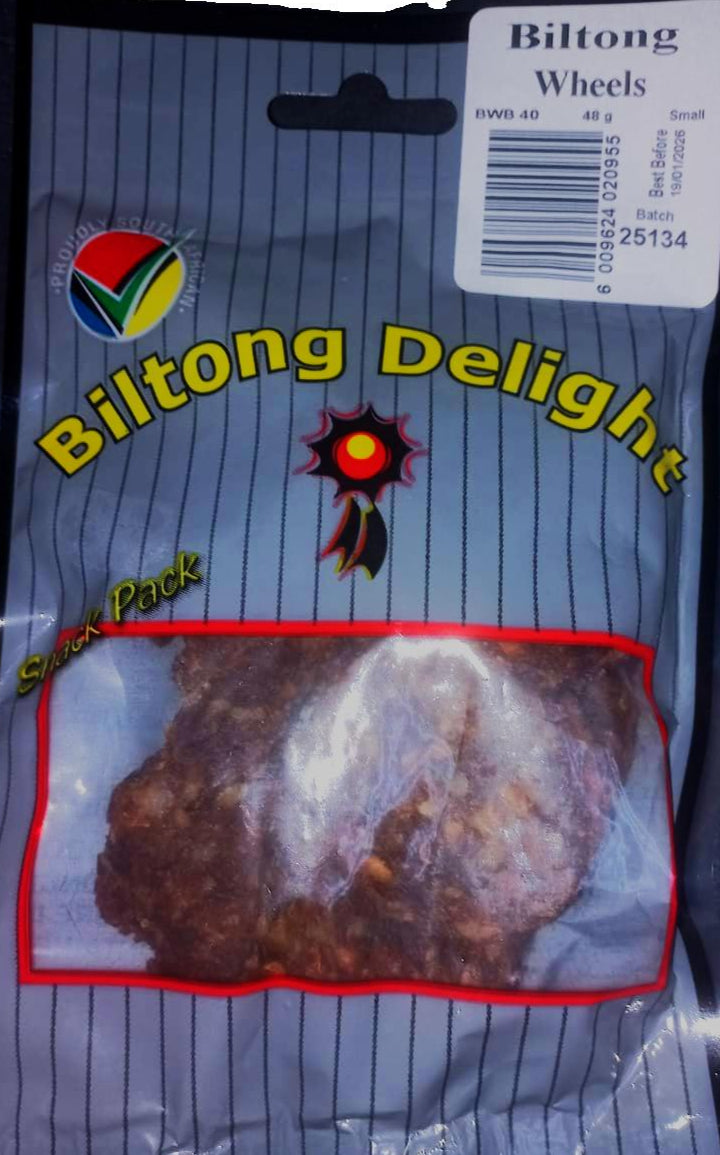 Biltong
Wheels
BWB 40 48 g Small
6 009624 020955
Best Before
19/01/2026
Batch
25134
·PROUDLY SOUTH AFRICAN·
Biltong Delight
Snack Pack